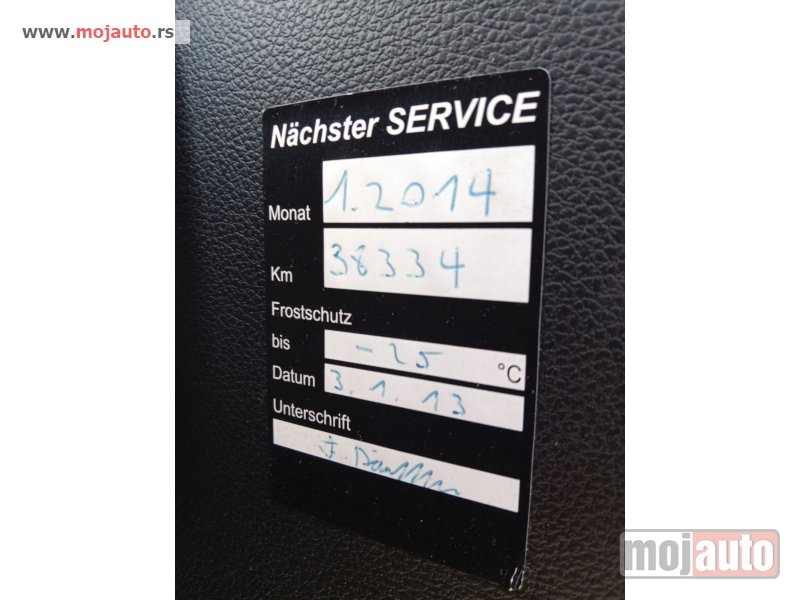 www.mojauto.rs
Nächster SERVICE
Monat 1.2014
Km 38334
Frostschutz
bis -25 °C
Datum 3.1.13
Unterschrift
mojauto